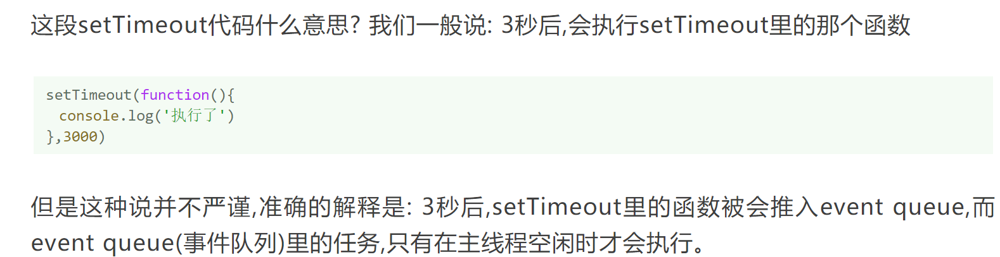 这段setTimeout代码什么意思? 我们一般说: 3秒后,会执行setTimeout里的那个函数
setTimeout(function(){
  console.log('执行了')
},3000)
但是这种说并不严谨,准确的解释是: 3秒后,setTimeout里的函数被会推入event queue,而
event queue(事件队列)里的任务,只有在主线程空闲时才会执行。